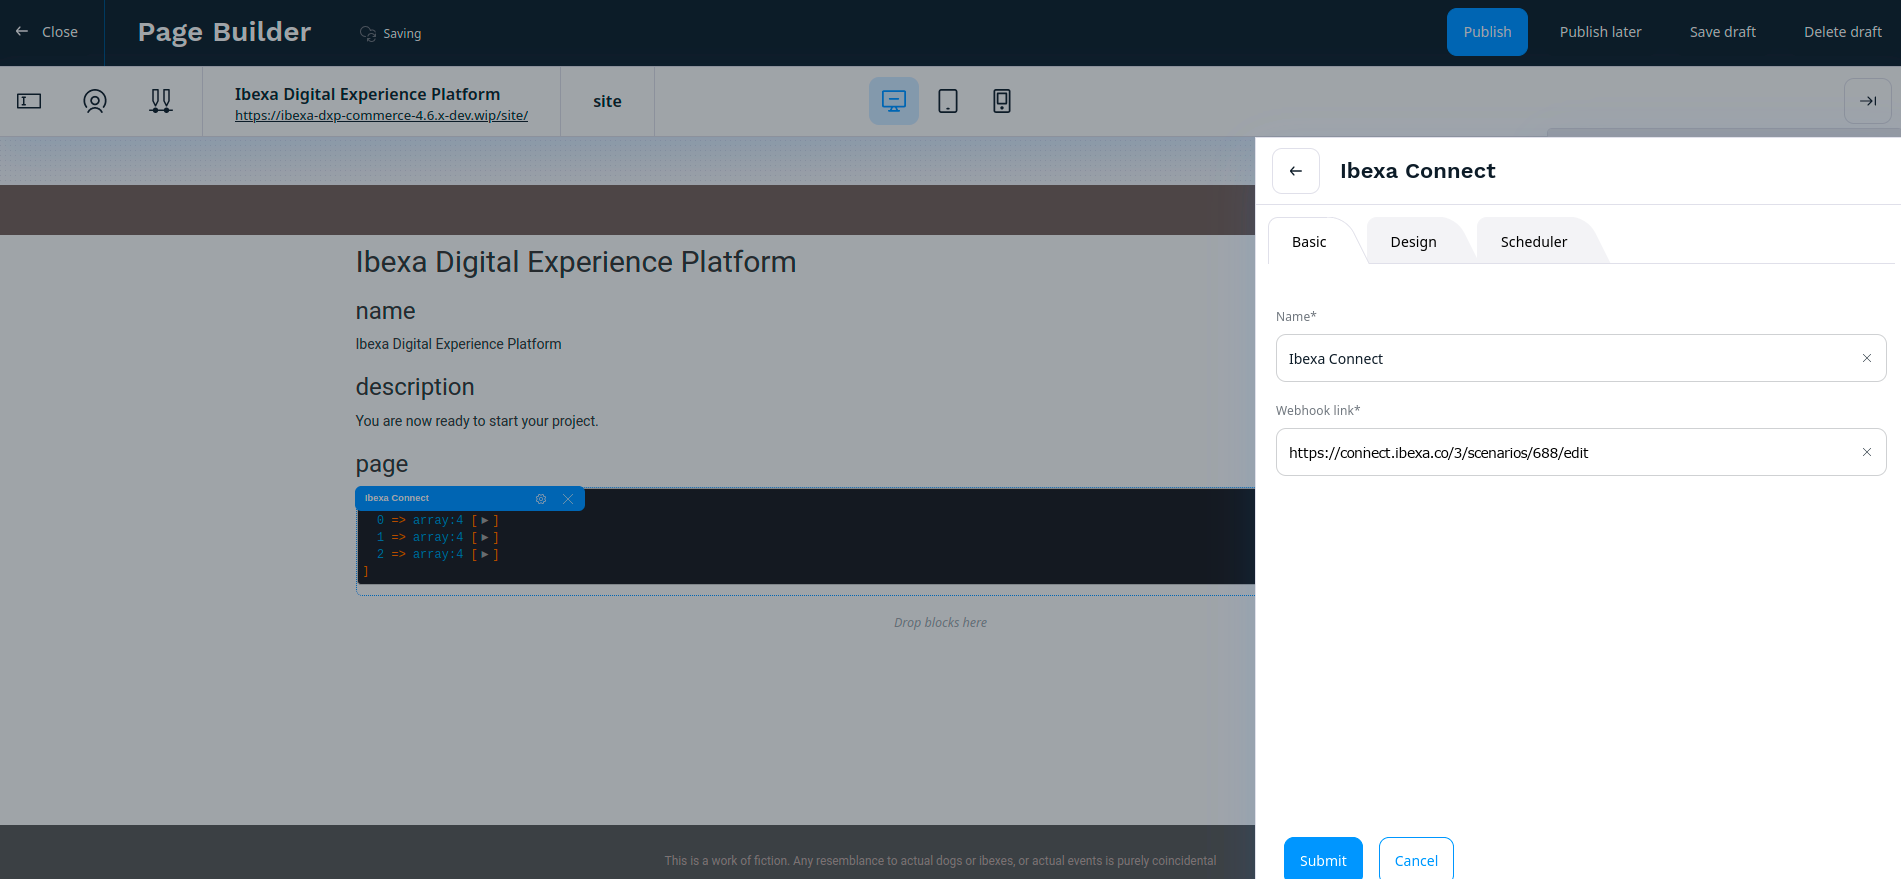 Close
Page Builder
Saving
Publish
Publish later
Save draft
Delete draft
Ibexa Digital Experience Platform
https://ibexa-dxp-commerce-4.6.x-dev.wip/site/
site
Ibexa Digital Experience Platform
name
Ibexa Digital Experience Platform
description
You are now ready to start your project.
page
Ibexa Connect
0 => array:4 [ ▶ ]
1 => array:4 [ ▶ ]
2 => array:4 [ ▶ ]
]
Drop blocks here
This is a work of fiction. Any resemblance to actual dogs or ibexes, or actual events is purely coincidental
Ibexa Connect
Basic
Design
Scheduler
Name*
Ibexa Connect
Webhook link*
https://connect.ibexa.co/3/scenarios/688/edit
Submit
Cancel